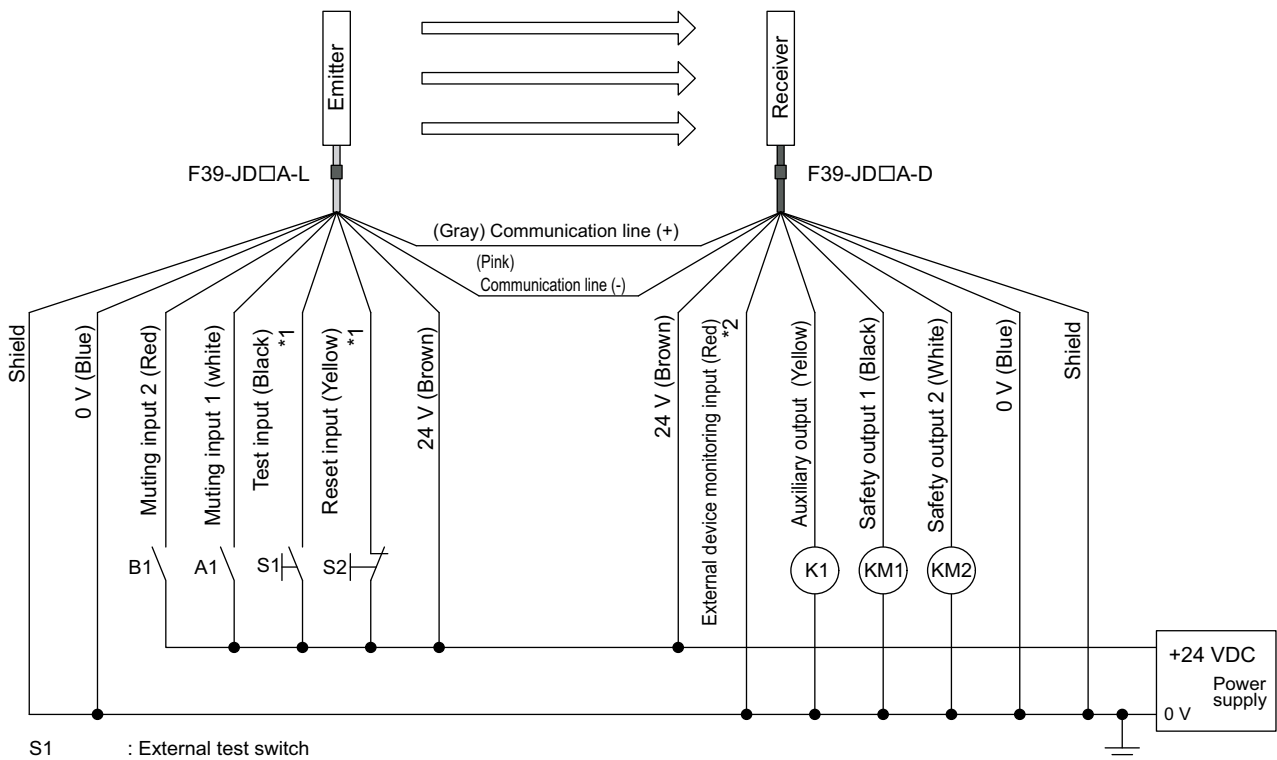 Emitter
Receiver
F39-JD□A-L
F39-JD□A-D
(Gray) Communication line (+)
(Pink)
Communication line (-)
Shield
0 V (Blue)
Muting input 2 (Red)
Muting input 1 (white)
Test input (Black)
*1
Reset input (Yellow)
*1
24 V (Brown)
24 V (Brown)
External device monitoring input (Red)
*2
Auxiliary output (Yellow)
Safety output 1 (Black)
Safety output 2 (White)
0 V (Blue)
Shield
B1
A1
S1
S2
K1
KM1
KM2
+24 VDC
Power
supply
0 V
S1 : External test switch